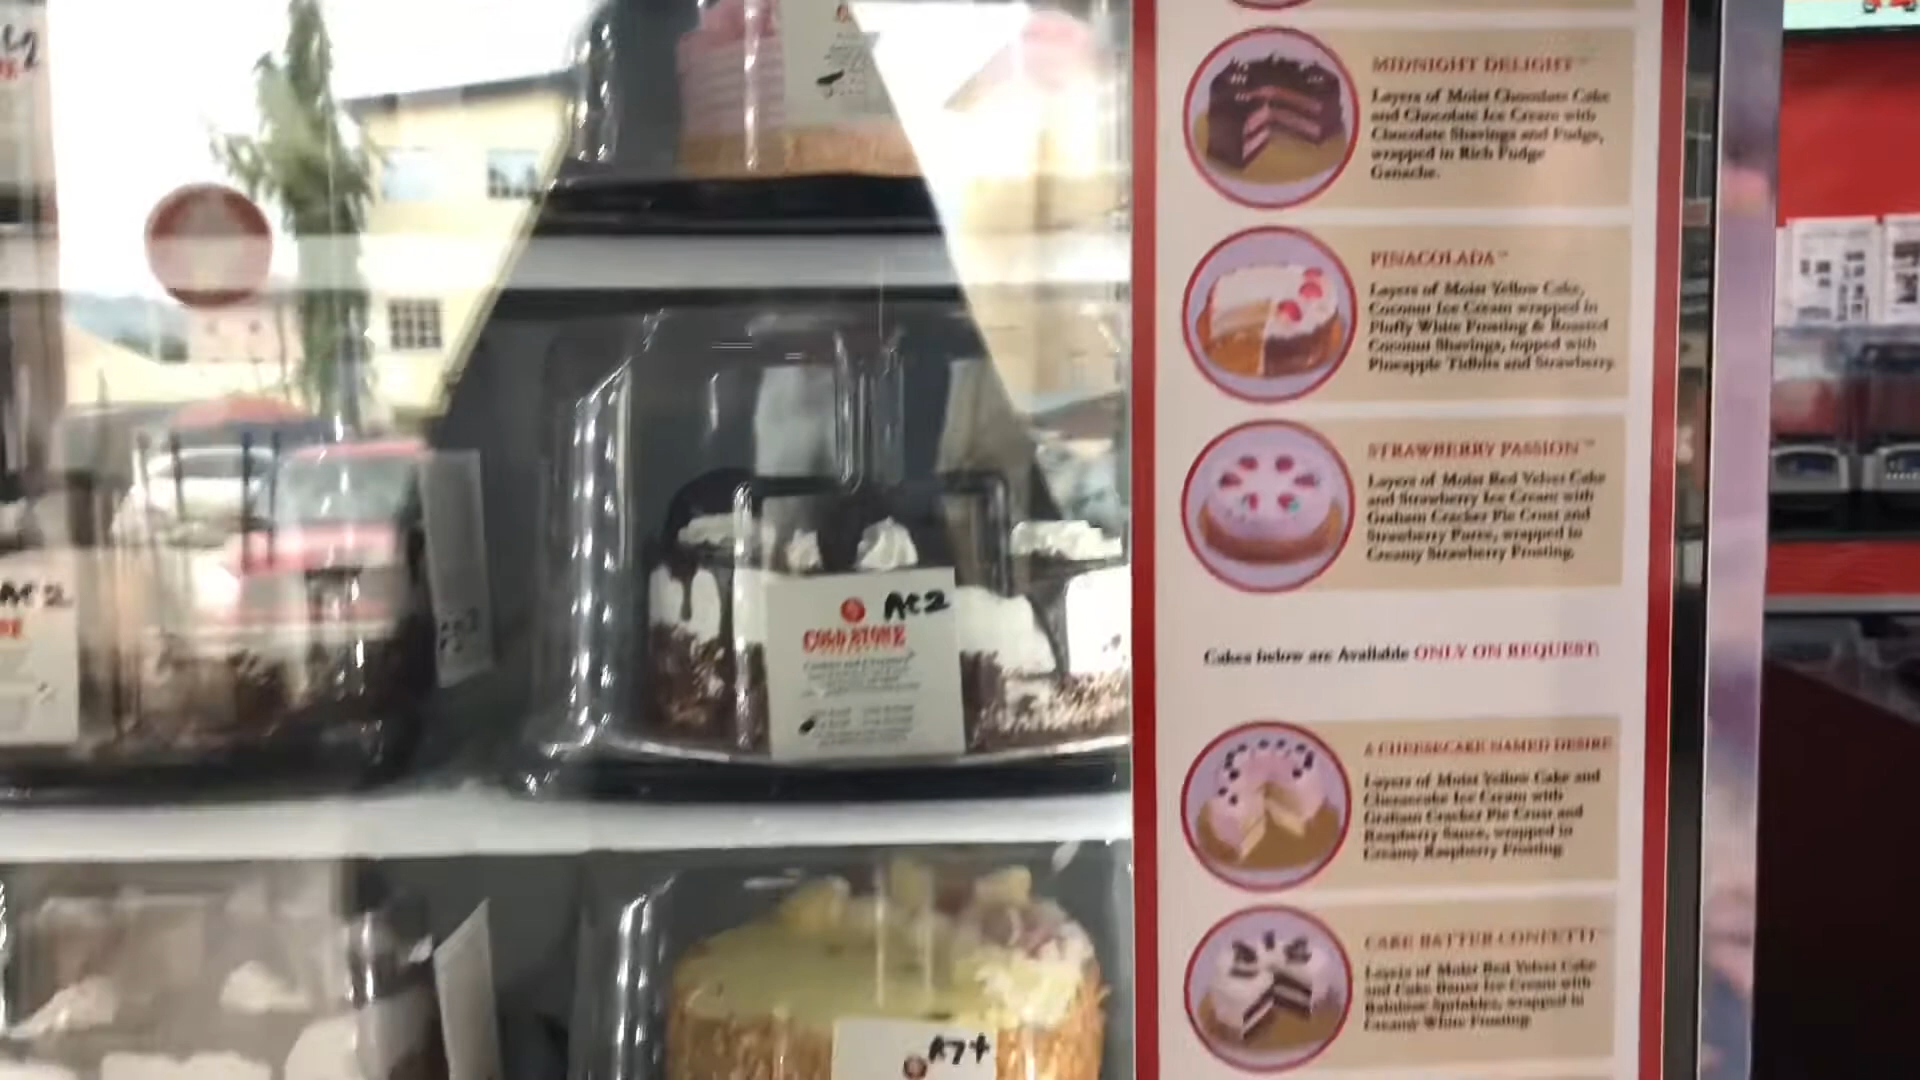 Ac2
COLD STONE
Ac2
A7+
MIDNIGHT DELIGHT™
Layers of Moist Chocolate Cake
and Chocolate Ice Cream with
Chocolate Shavings and Fudge,
wrapped in Rich Fudge
Ganache.
PINACOLADA™
Layers of Moist Yellow Cake,
Coconut Ice Cream wrapped in
Fluffy White Frosting & Roasted
Coconut Shavings, topped with
Pineapple Tidbits and Strawberry.
STRAWBERRY PASSION™
Layers of Moist Red Velvet Cake
and Strawberry Ice Cream with
Graham Cracker Pie Crust and
Strawberry Puree, wrapped in
Creamy Strawberry Frosting.
Cakes below are Available ONLY ON REQUEST:
A CHEESECAKE NAMED DESIRE
Layers of Moist Yellow Cake and
Cheesecake Ice Cream with
Graham Cracker Pie Crust and
Raspberry Sauce, wrapped in
Creamy Raspberry Frosting.
CAKE BATTER CONFETTI™
Layers of Moist Red Velvet Cake
and Cake Batter Ice Cream with
Rainbow Sprinkles, wrapped in
Creamy White Frosting.